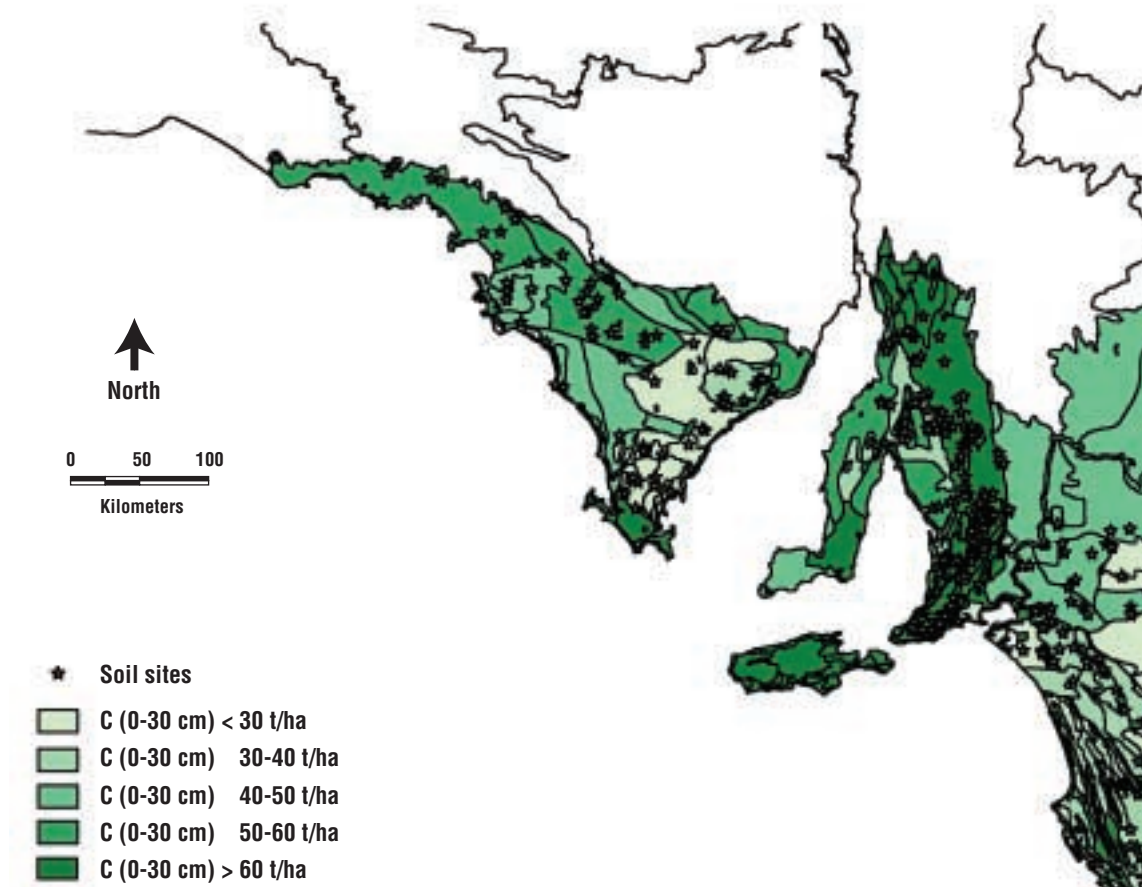 North
0 50 100
Kilometers
Soil sites
C (0-30 cm) < 30 t/ha
C (0-30 cm) 30-40 t/ha
C (0-30 cm) 40-50 t/ha
C (0-30 cm) 50-60 t/ha
C (0-30 cm) > 60 t/ha